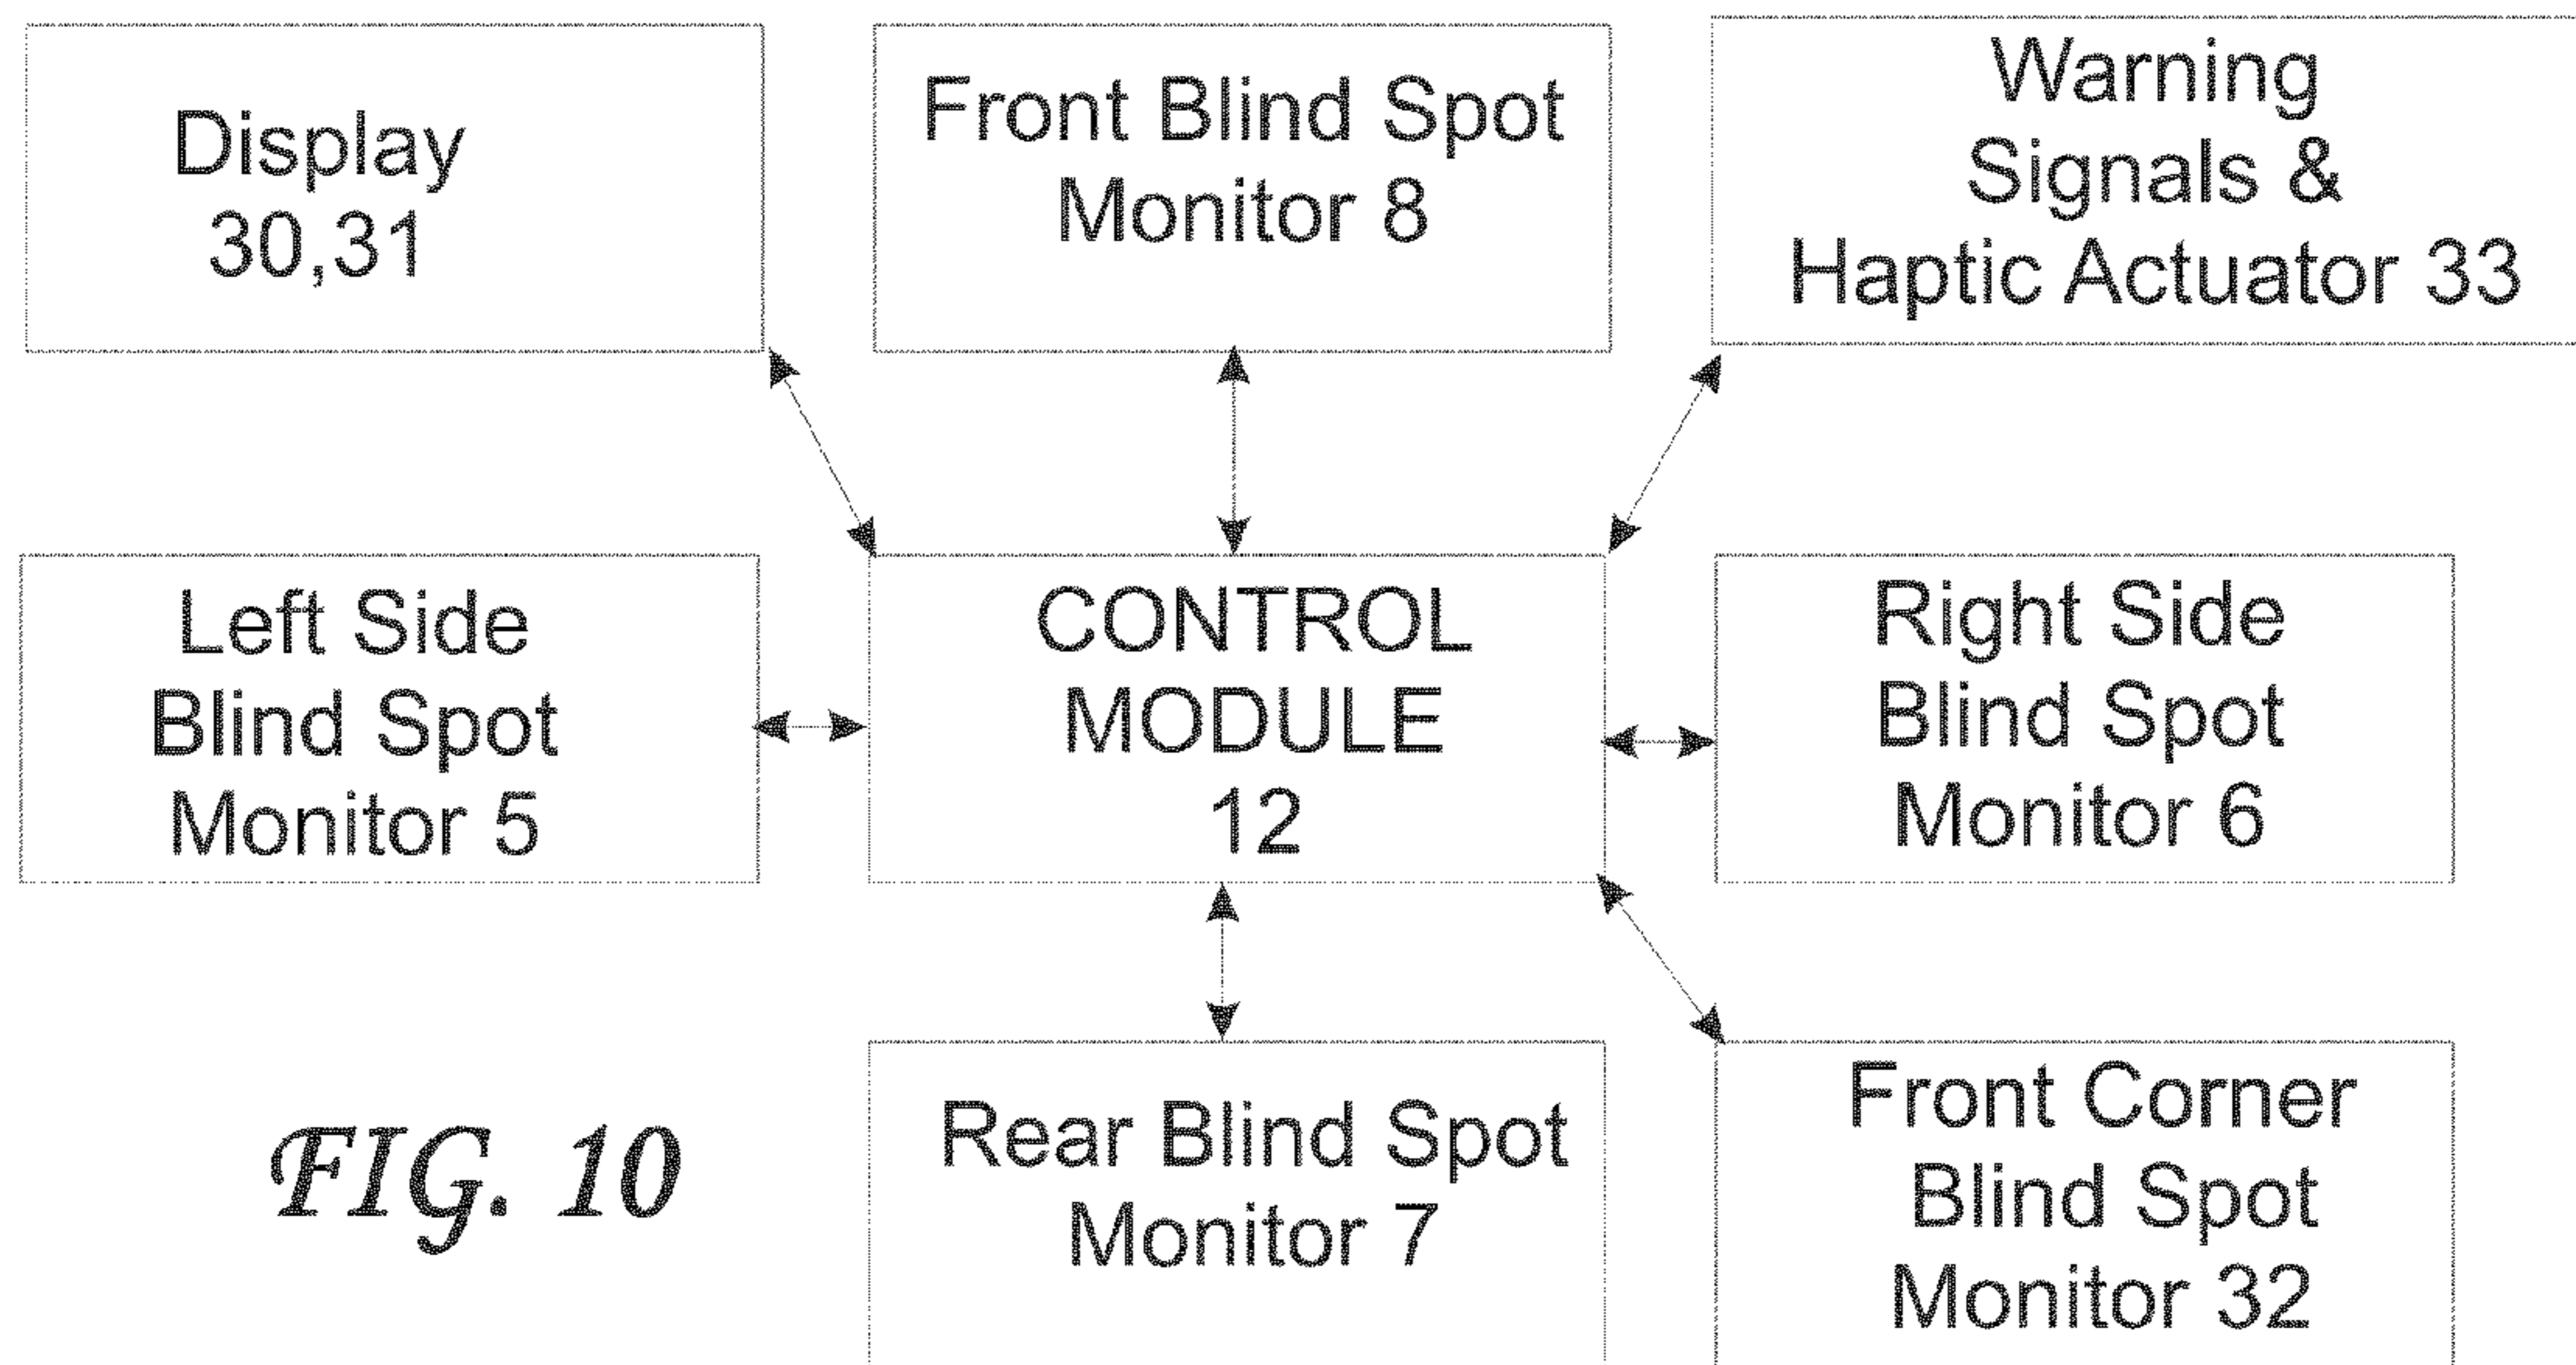 Display
30,31
Front Blind Spot
Monitor 8
Warning
Signals &
Haptic Actuator 33
Left Side
Blind Spot
Monitor 5
CONTROL
MODULE
12
Right Side
Blind Spot
Monitor 6
FIG. 10
Rear Blind Spot
Monitor 7
Front Corner
Blind Spot
Monitor 32